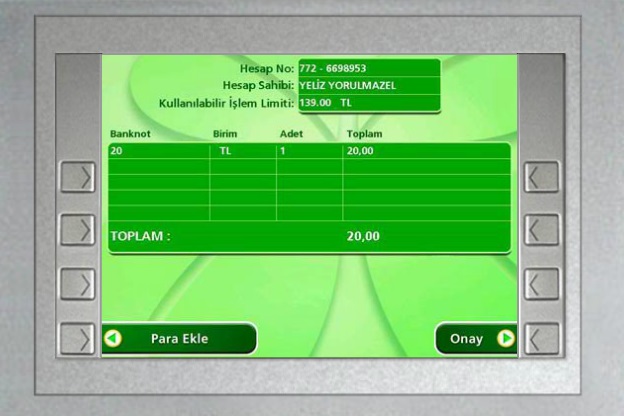 Hesap No: 772 - 6698953
Hesap Sahibi: YELİZ YORULMAZEL
Kullanılabilir İşlem Limiti: 139.00 TL
Banknot Birim Adet Toplam
20 TL 1 20,00
TOPLAM : 20,00
Para Ekle Onay